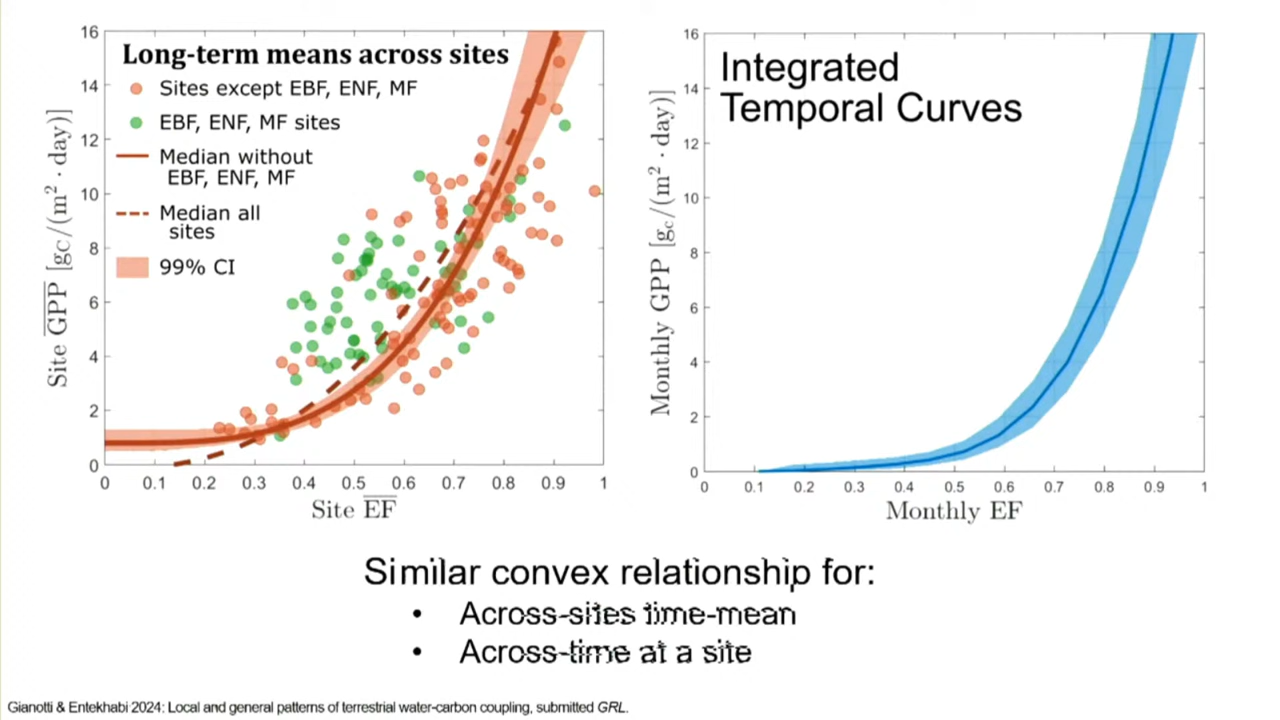 Long-term means across sites
Sites except EBF, ENF, MF
EBF, ENF, MF sites
Median without
EBF, ENF, MF
Median all
sites
99% CI
16
14
12
10
8
6
4
2
0
0 0.1 0.2 0.3 0.4 0.5 0.6 0.7 0.8 0.9 1
Site GPP [gC/(m² · day)]
Site EF
Integrated
Temporal Curves
16
14
12
10
8
6
4
2
0
0 0.1 0.2 0.3 0.4 0.5 0.6 0.7 0.8 0.9 1
Monthly GPP [gc/(m² · day)]
Monthly EF
Similar convex relationship for:
• Across-sites time-mean
• Across-time at a site
Gianotti & Entekhabi 2024: Local and general patterns of terrestrial water-carbon coupling, submitted GRL.